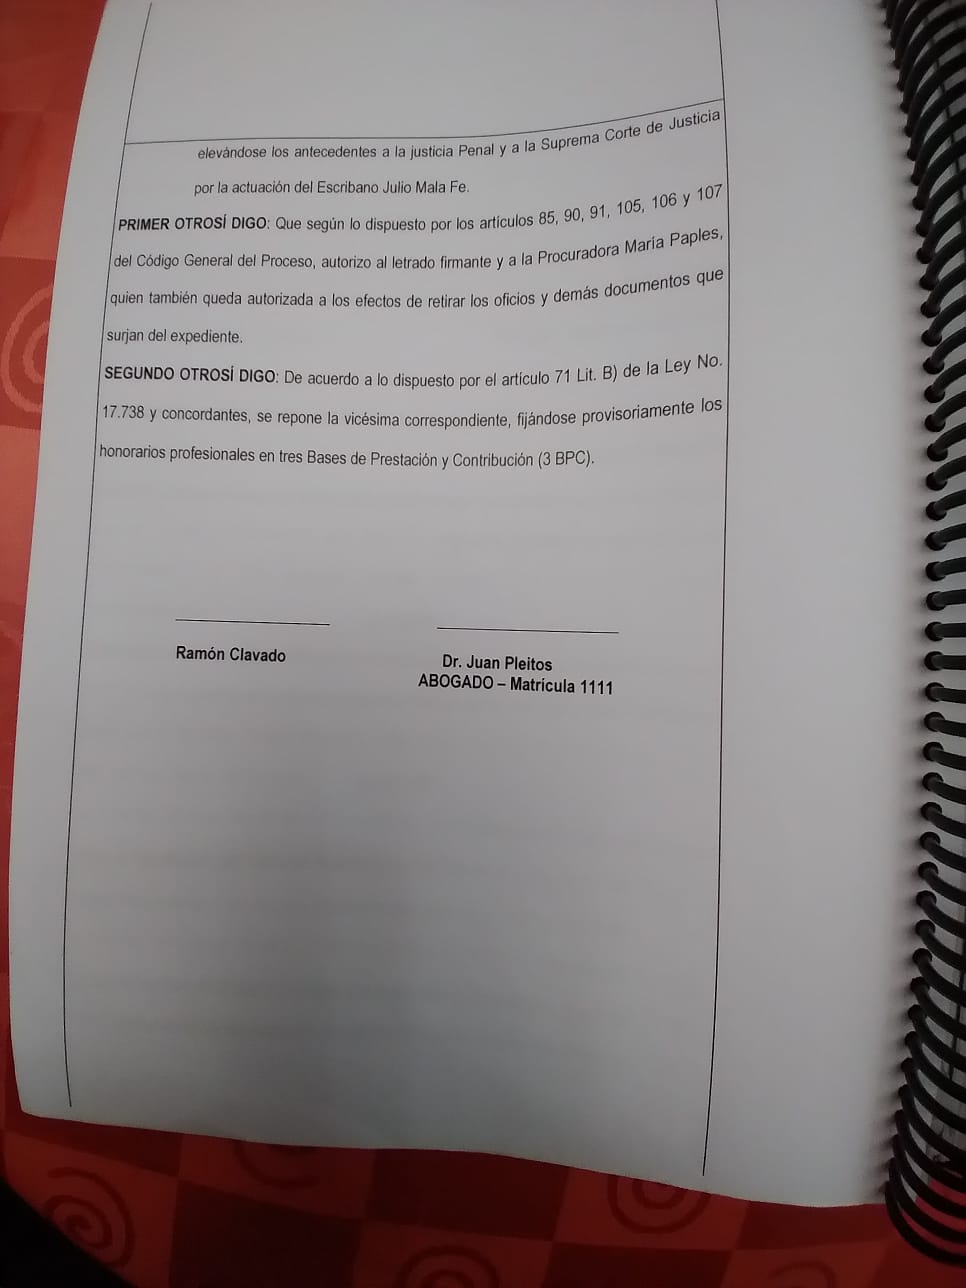 elevándose los antecedentes a la justicia Penal y a la Suprema Corte de Justicia
por la actuación del Escribano Julio Mala Fe.
PRIMER OTROSÍ DIGO: Que según lo dispuesto por los artículos 85, 90, 91, 105, 106 y 107
del Código General del Proceso, autorizo al letrado firmante y a la Procuradora María Paples,
quien también queda autorizada a los efectos de retirar los oficios y demás documentos que
surjan del expediente.
SEGUNDO OTROSÍ DIGO: De acuerdo a lo dispuesto por el artículo 71 Lit. B) de la Ley No.
17.738 y concordantes, se repone la vicésima correspondiente, fijándose provisoriamente los
honorarios profesionales en tres Bases de Prestación y Contribución (3 BPC).
Ramón Clavado
Dr. Juan Pleitos
ABOGADO – Matrícula 1111